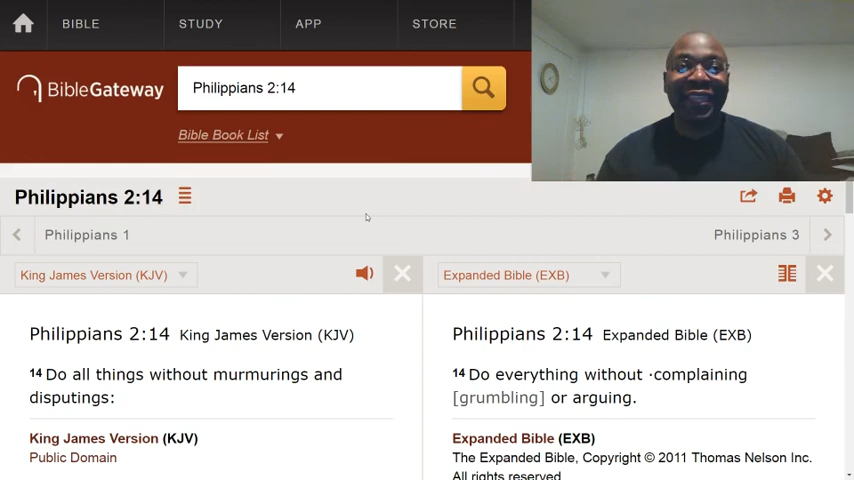 BIBLE STUDY APP STORE
BibleGateway
Philippians 2:14
Bible Book List
Philippians 2:14
Philippians 1
Philippians 3
King James Version (KJV)
Expanded Bible (EXB)
Philippians 2:14 King James Version (KJV)
14 Do all things without murmurings and
disputings:
King James Version (KJV)
Public Domain
Philippians 2:14 Expanded Bible (EXB)
14 Do everything without ·complaining
[grumbling] or arguing.
Expanded Bible (EXB)
The Expanded Bible, Copyright © 2011 Thomas Nelson Inc.
All rights reserved